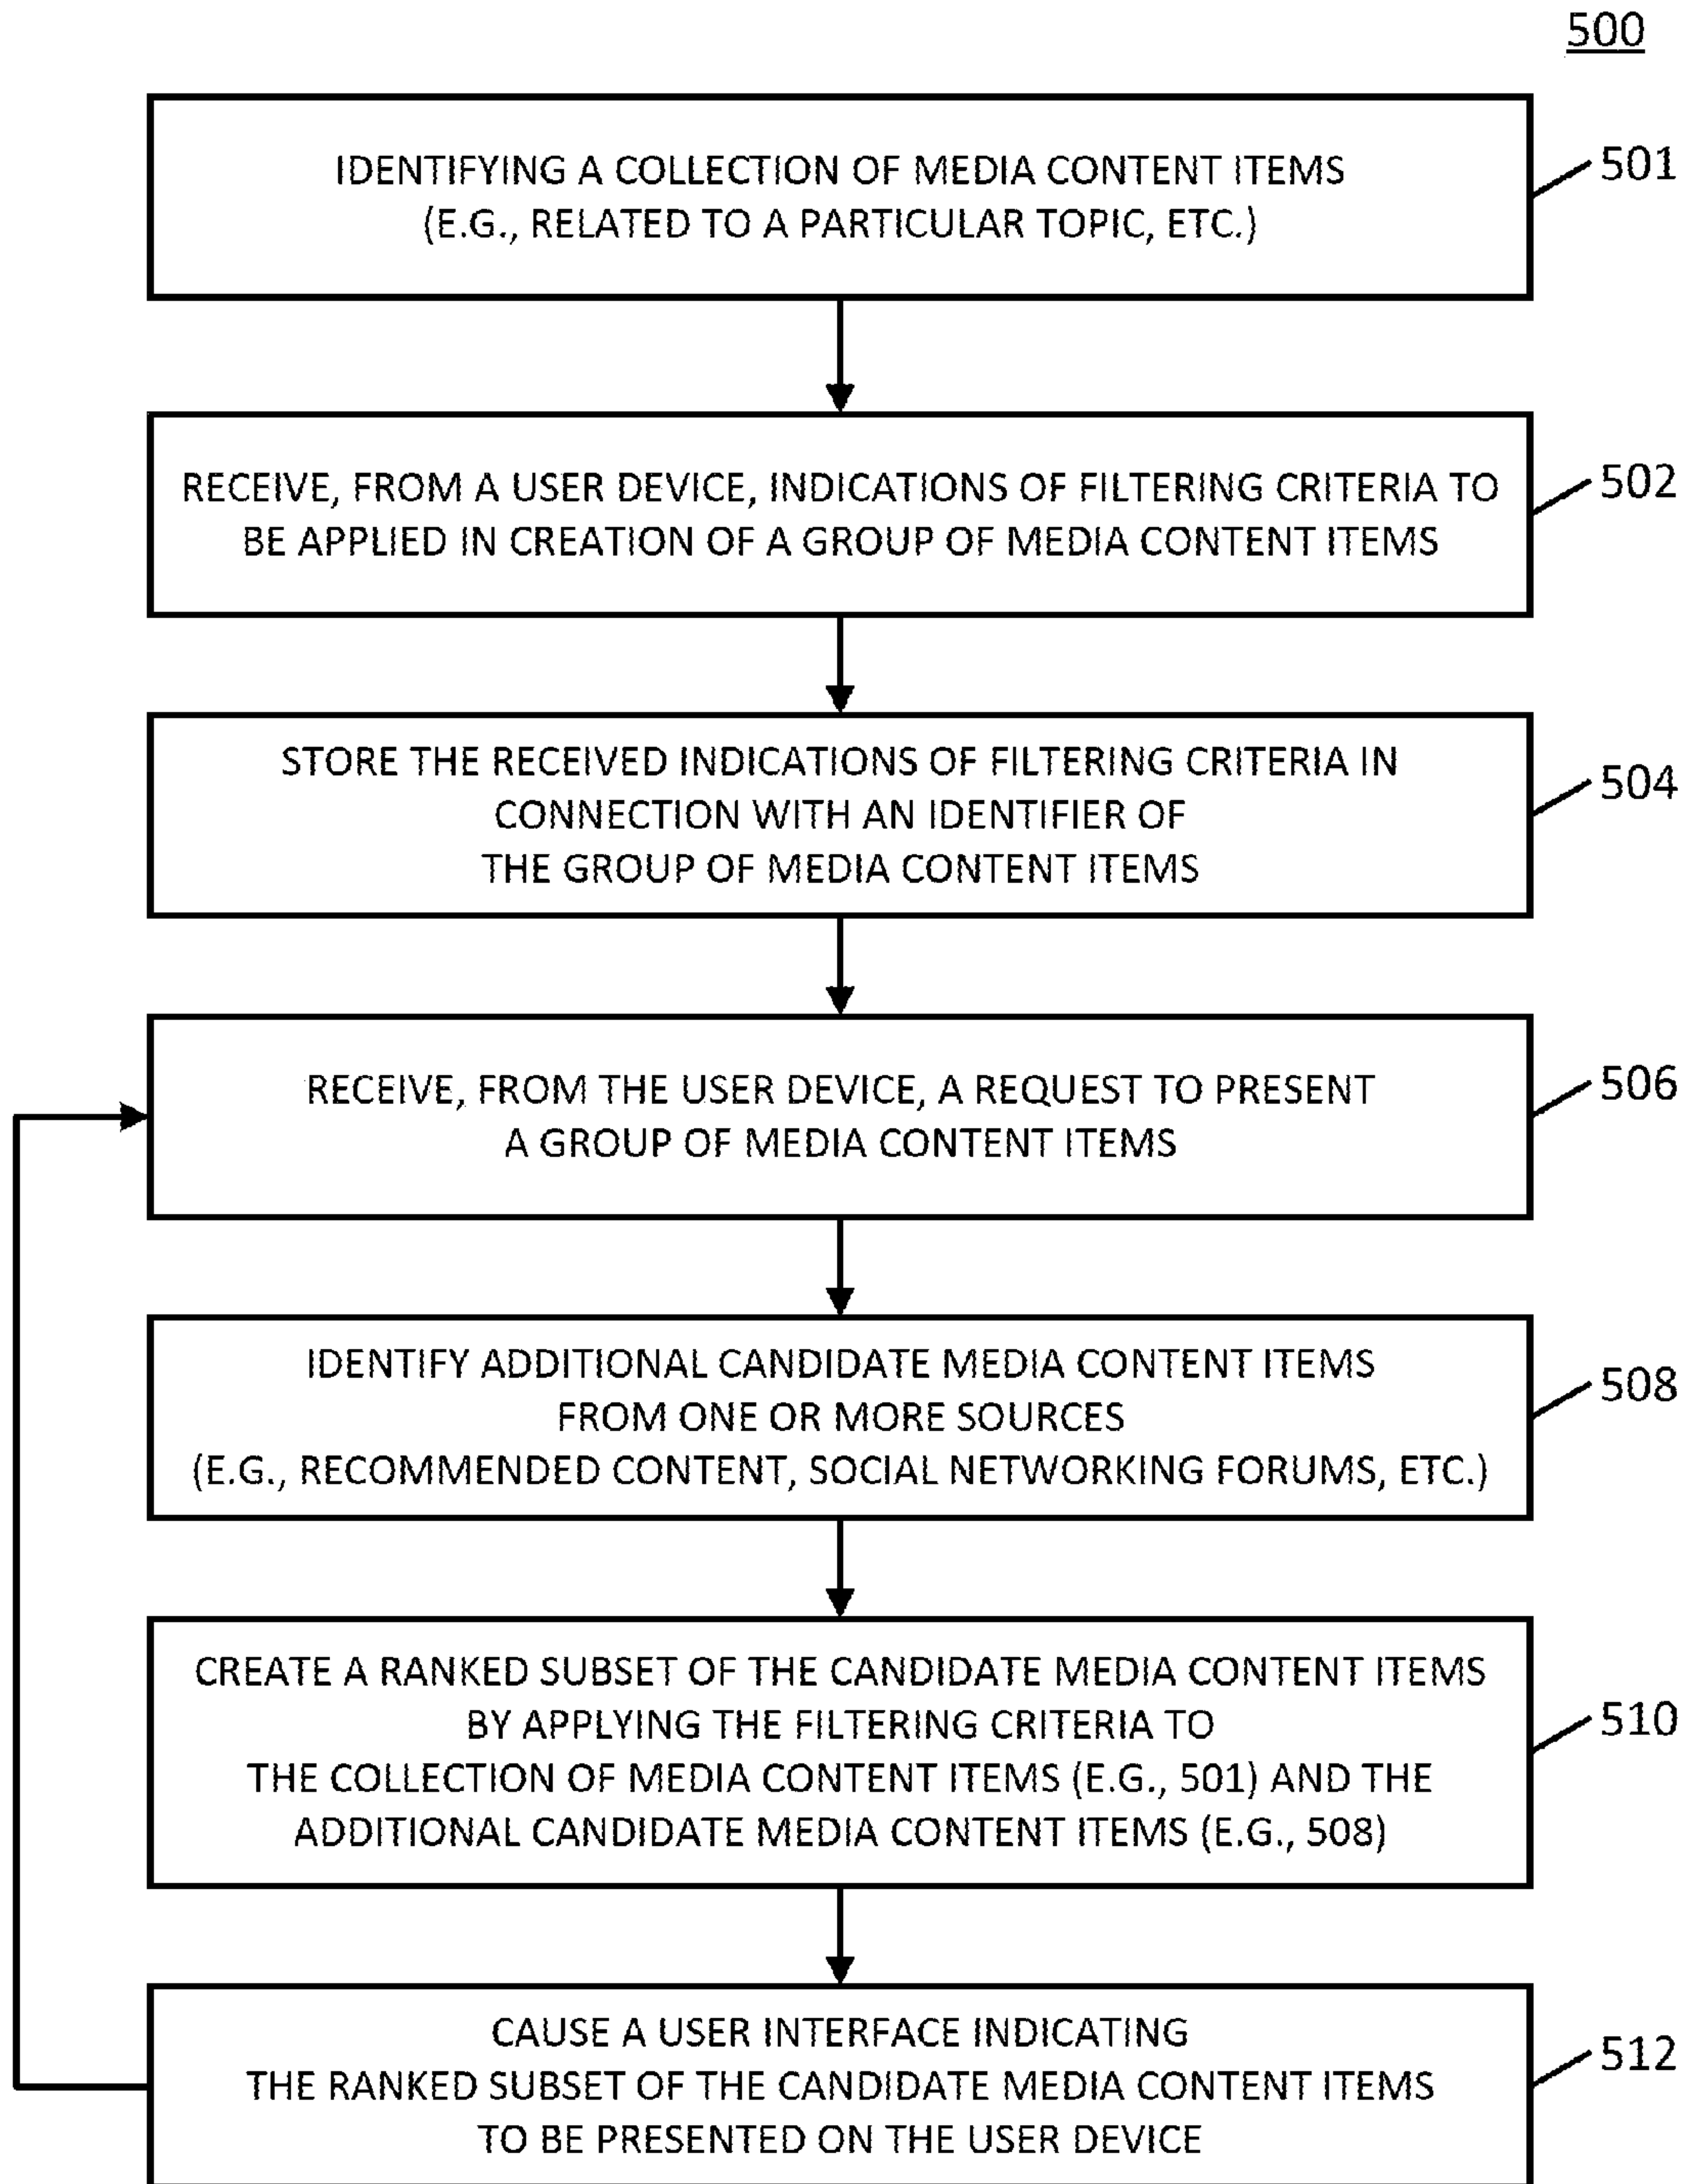 500
IDENTIFYING A COLLECTION OF MEDIA CONTENT ITEMS
(E.G., RELATED TO A PARTICULAR TOPIC, ETC.)
501
RECEIVE, FROM A USER DEVICE, INDICATIONS OF FILTERING CRITERIA TO
BE APPLIED IN CREATION OF A GROUP OF MEDIA CONTENT ITEMS
502
STORE THE RECEIVED INDICATIONS OF FILTERING CRITERIA IN
CONNECTION WITH AN IDENTIFIER OF
THE GROUP OF MEDIA CONTENT ITEMS
504
RECEIVE, FROM THE USER DEVICE, A REQUEST TO PRESENT
A GROUP OF MEDIA CONTENT ITEMS
506
IDENTIFY ADDITIONAL CANDIDATE MEDIA CONTENT ITEMS
FROM ONE OR MORE SOURCES
(E.G., RECOMMENDED CONTENT, SOCIAL NETWORKING FORUMS, ETC.)
508
CREATE A RANKED SUBSET OF THE CANDIDATE MEDIA CONTENT ITEMS
BY APPLYING THE FILTERING CRITERIA TO
THE COLLECTION OF MEDIA CONTENT ITEMS (E.G., 501) AND THE
ADDITIONAL CANDIDATE MEDIA CONTENT ITEMS (E.G., 508)
510
CAUSE A USER INTERFACE INDICATING
THE RANKED SUBSET OF THE CANDIDATE MEDIA CONTENT ITEMS
TO BE PRESENTED ON THE USER DEVICE
512